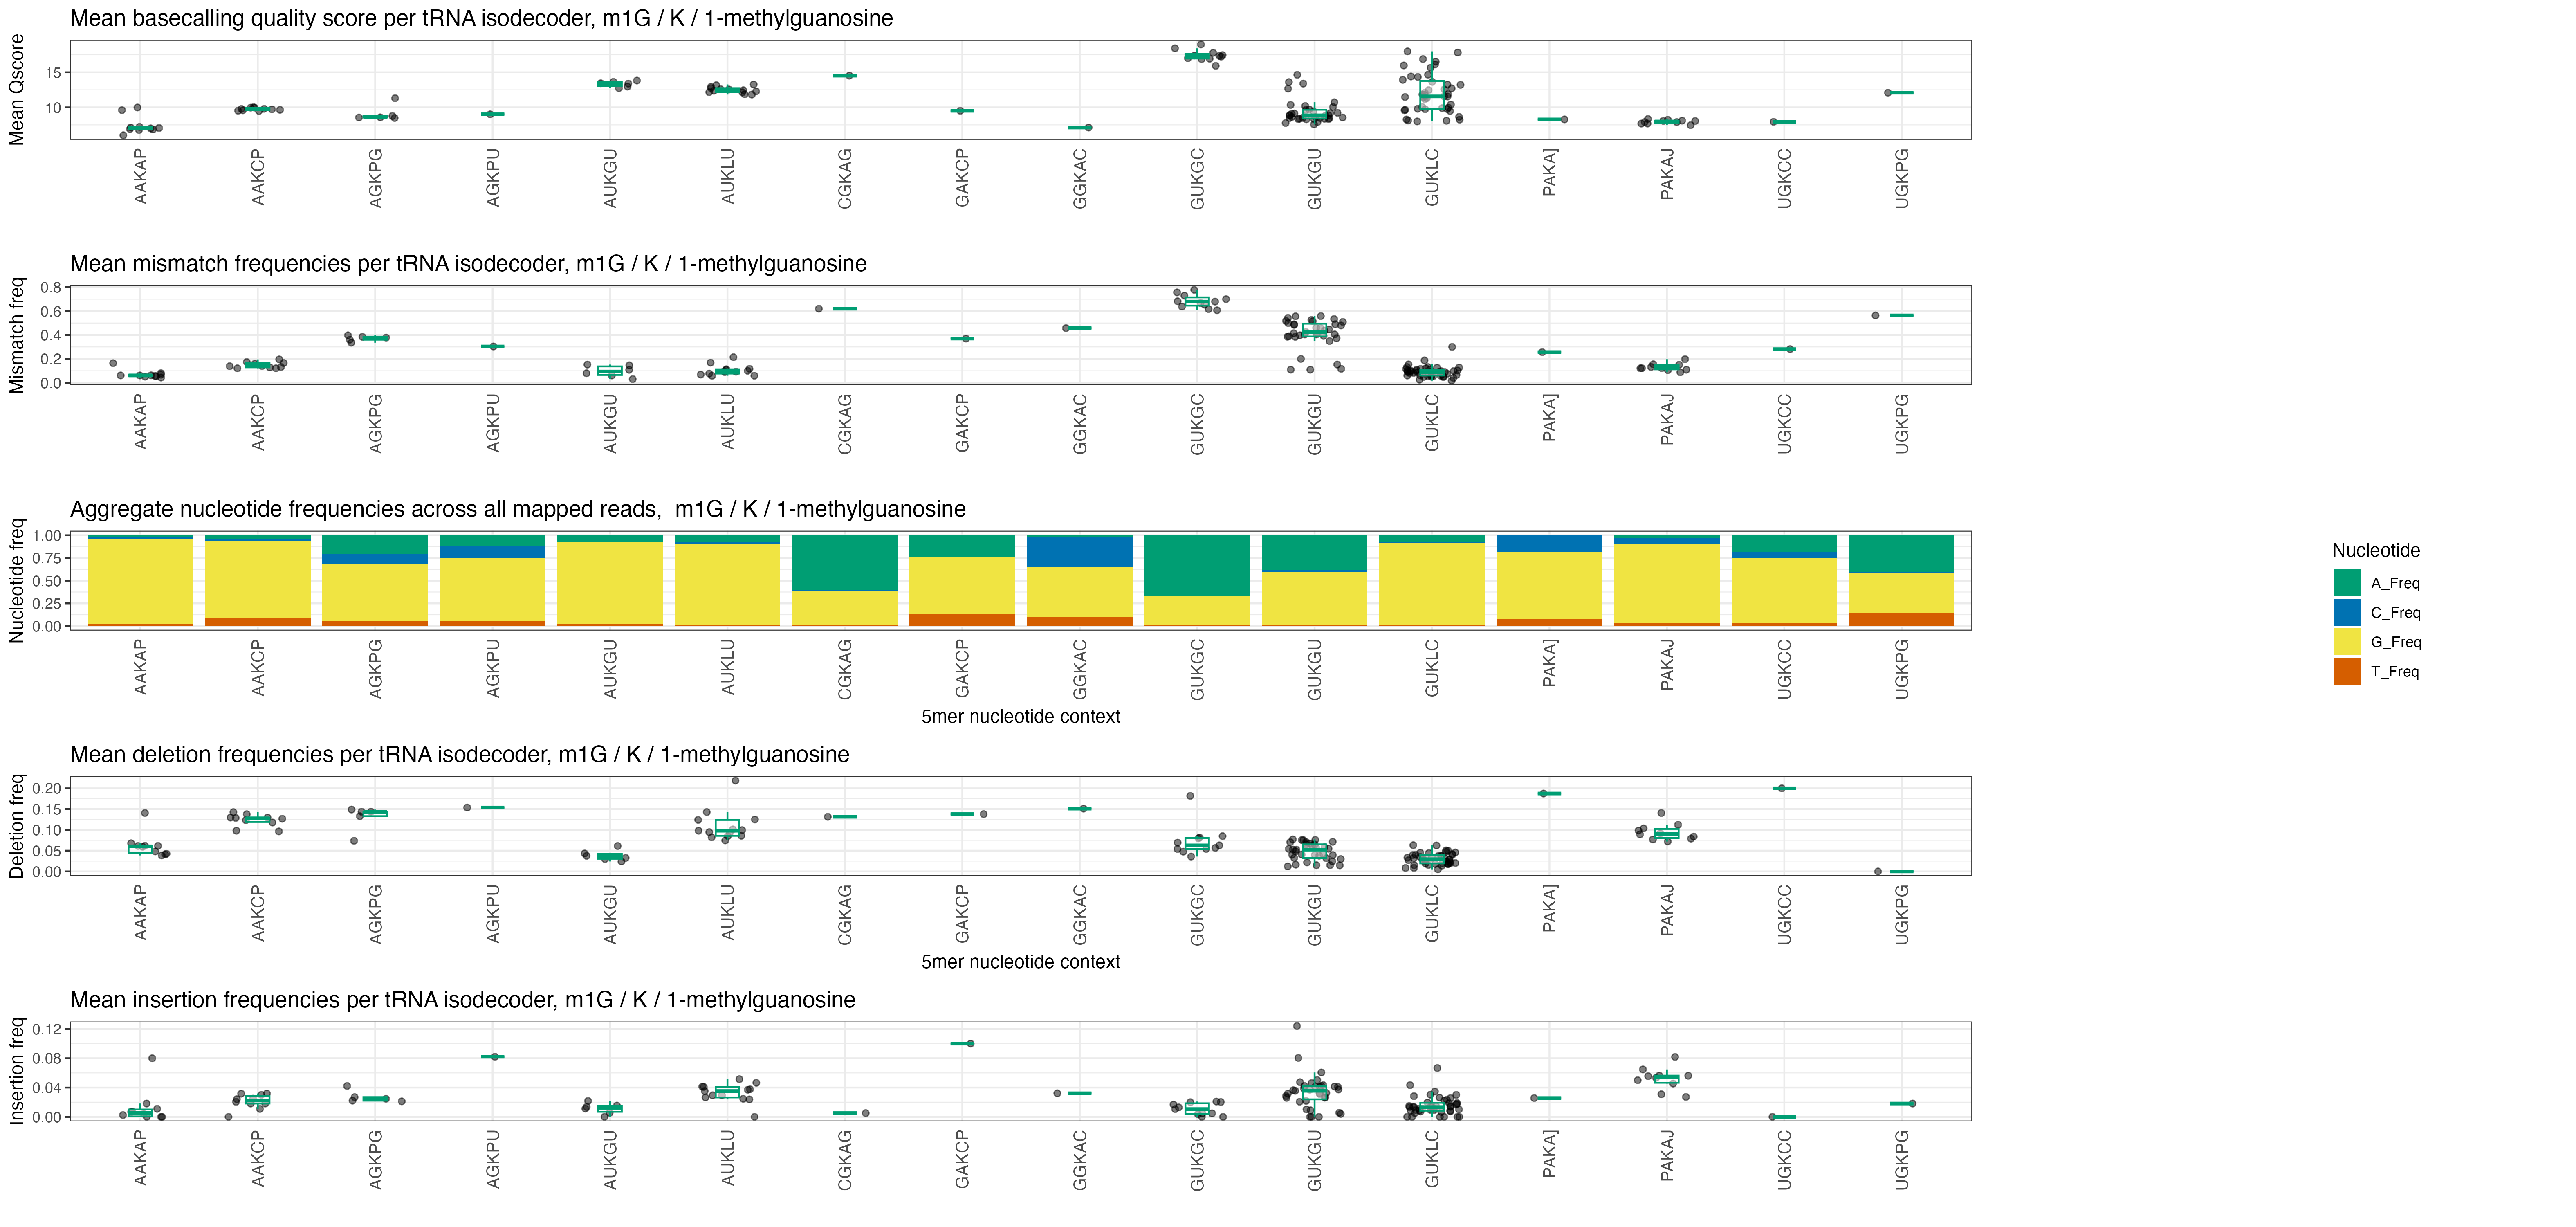 Mean basecalling quality score per tRNA isodecoder, m1G / K / 1-methylguanosine
Mean Qscore
15
10
AAKAP AAKCP AGKPG AGKPU AUKGU AUKLU CGKAG GAKCP GGKAC GUKGC GUKGU GUKLC PAKA] PAKAJ UGKCC UGKPG
Mean mismatch frequencies per tRNA isodecoder, m1G / K / 1-methylguanosine
Mismatch freq
0.8
0.6
0.4
0.2
0.0
AAKAP AAKCP AGKPG AGKPU AUKGU AUKLU CGKAG GAKCP GGKAC GUKGC GUKGU GUKLC PAKA] PAKAJ UGKCC UGKPG
Aggregate nucleotide frequencies across all mapped reads,  m1G / K / 1-methylguanosine
Nucleotide freq
1.00
0.75
0.50
0.25
0.00
AAKAP AAKCP AGKPG AGKPU AUKGU AUKLU CGKAG GAKCP GGKAC GUKGC GUKGU GUKLC PAKA] PAKAJ UGKCC UGKPG
5mer nucleotide context
Nucleotide
A_Freq
C_Freq
G_Freq
T_Freq
Mean deletion frequencies per tRNA isodecoder, m1G / K / 1-methylguanosine
Deletion freq
0.20
0.15
0.10
0.05
0.00
AAKAP AAKCP AGKPG AGKPU AUKGU AUKLU CGKAG GAKCP GGKAC GUKGC GUKGU GUKLC PAKA] PAKAJ UGKCC UGKPG
5mer nucleotide context
Mean insertion frequencies per tRNA isodecoder, m1G / K / 1-methylguanosine
Insertion freq
0.12
0.08
0.04
0.00
AAKAP AAKCP AGKPG AGKPU AUKGU AUKLU CGKAG GAKCP GGKAC GUKGC GUKGU GUKLC PAKA] PAKAJ UGKCC UGKPG